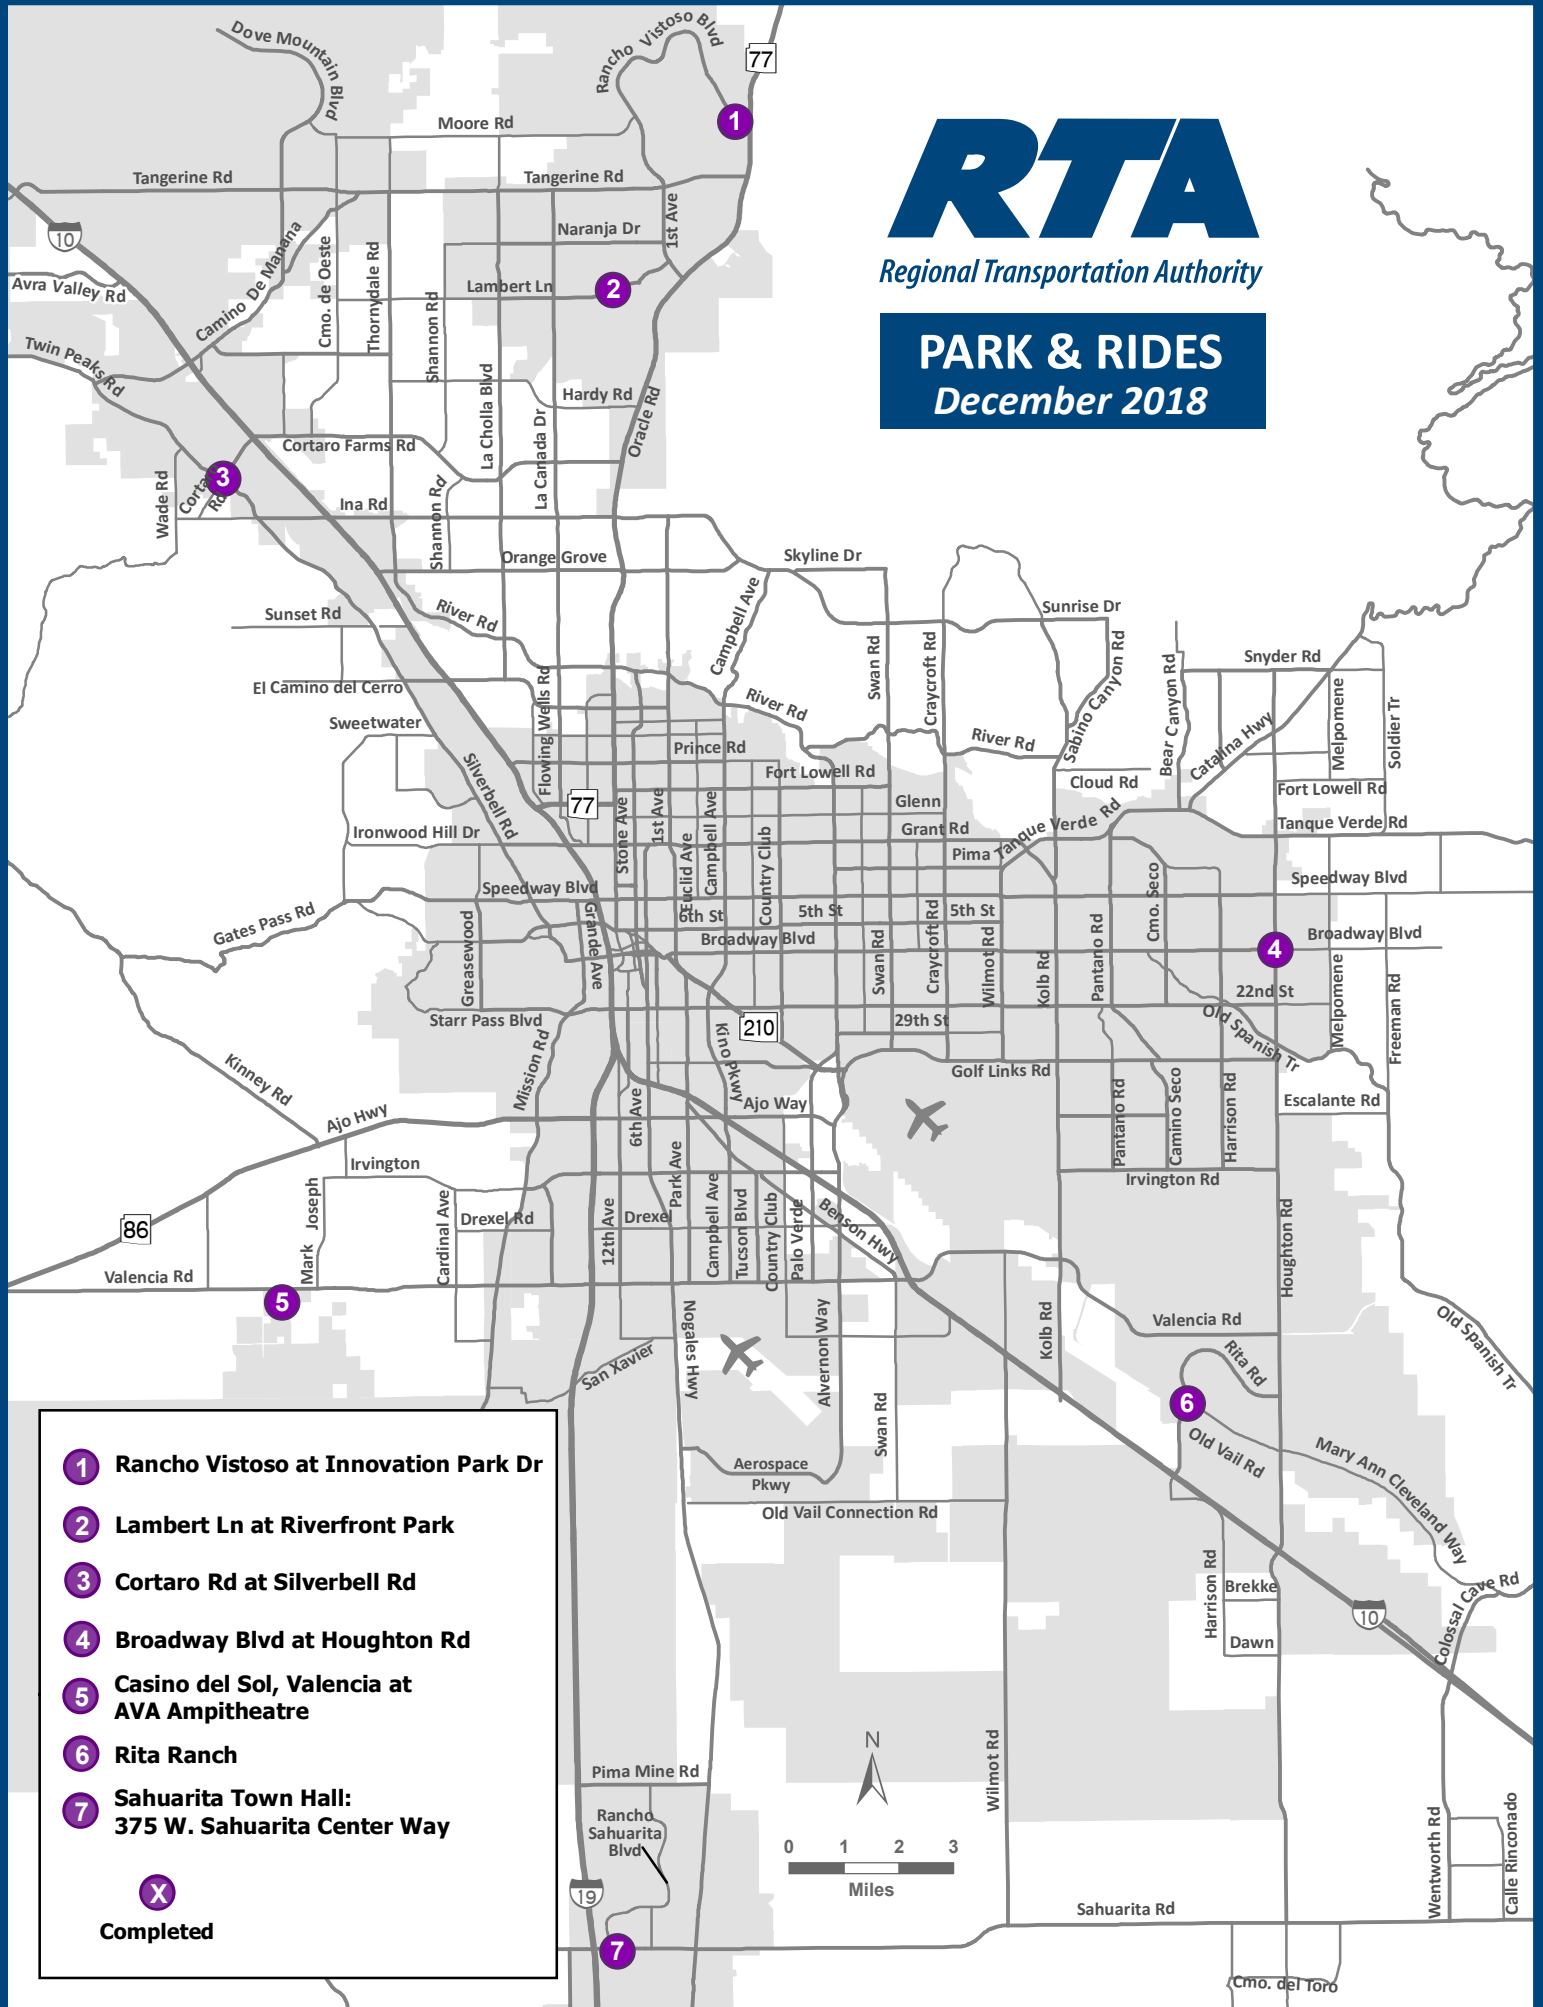 Dove Mountain Blvd
Rancho Vistoso Blvd
77
1
Moore Rd
RTA
Regional Transportation Authority
PARK & RIDES
December 2018
Tangerine Rd
Tangerine Rd
10
Naranja Dr
1st Ave
Avra Valley Rd
Camino De Manana
Cmo. de Oeste
Thornydale Rd
Shannon Rd
Lambert Ln
2
Twin Peaks Rd
La Cholla Blvd
La Canada Dr
Hardy Rd
Oracle Rd
Cortaro Farms Rd
3
Wade Rd
Ina Rd
Shannon Rd
Orange Grove
Skyline Dr
Sunset Rd
River Rd
Campbell Ave
Sunrise Dr
Swan Rd
Craycroft Rd
Sabino Canyon Rd
Bear Canyon Rd
Snyder Rd
El Camino del Cerro
Flowing Wells Rd
River Rd
River Rd
Catalina Hwy
Melpomene
Soldier Tr
Sweetwater
Silverbell Rd
Prince Rd
Fort Lowell Rd
Cloud Rd
Fort Lowell Rd
77
Glenn
Ironwood Hill Dr
Stone Ave
1st Ave
Euclid Ave
Campbell Ave
Country Club
Grant Rd
Pima
Tanque Verde Rd
Tanque Verde Rd
Speedway Blvd
Speedway Blvd
Cmo. Seco
Gates Pass Rd
Greasewood
Grande Ave
6th St
5th St
5th St
Broadway Blvd
Broadway Blvd
4
Swan Rd
Craycroft Rd
Wilmot Rd
Kolb Rd
Pantano Rd
22nd St
Melpomene
Freeman Rd
Starr Pass Blvd
210
29th St
Old Spanish Tr
Kinney Rd
Mission Rd
Kino Pkwy
Golf Links Rd
Ajo Hwy
6th Ave
Ajo Way
Pantano Rd
Camino Seco
Harrison Rd
Escalante Rd
Irvington
Irvington Rd
86
Mark Joseph
Cardinal Ave
Drexel Rd
12th Ave
Drexel
Park Ave
Campbell Ave
Tucson Blvd
Country Club
Palo Verde
Benson Hwy
Houghton Rd
Valencia Rd
5
Nogales Hwy
Alvernon Way
Kolb Rd
Valencia Rd
Old Spanish Tr
San Xavier
Swan Rd
Rita Rd
6
Old Vail Rd
Mary Ann Cleveland Way
Aerospace
Pkwy
Old Vail Connection Rd
Harrison Rd
Brekke
Dawn
10
Colossal Cave Rd
1 Rancho Vistoso at Innovation Park Dr
2 Lambert Ln at Riverfront Park
3 Cortaro Rd at Silverbell Rd
4 Broadway Blvd at Houghton Rd
5 Casino del Sol, Valencia at
AVA Ampitheatre
6 Rita Ranch
7 Sahuarita Town Hall:
375 W. Sahuarita Center Way
X
Completed
Pima Mine Rd
Rancho
Sahuarita
Blvd
19
7
N
0 1 2 3
Miles
Wilmot Rd
Sahuarita Rd
Wentworth Rd
Calle Rinconado
Cmo. del Toro